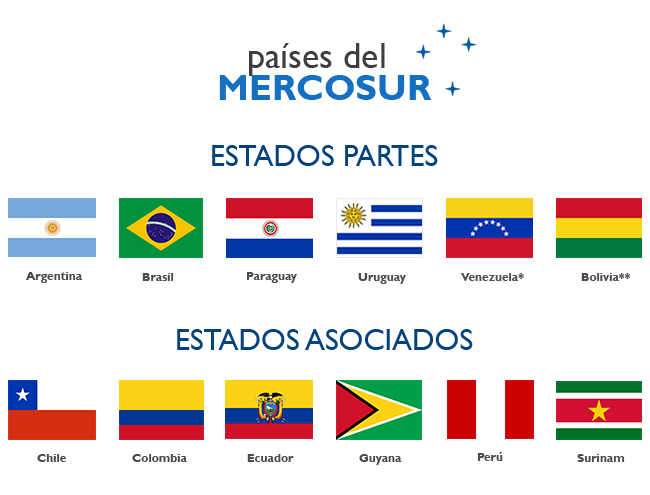 países del
MERCOSUR
ESTADOS PARTES
Argentina Brasil Paraguay Uruguay Venezuela* Bolivia**
ESTADOS ASOCIADOS
Chile Colombia Ecuador Guyana Perú Surinam